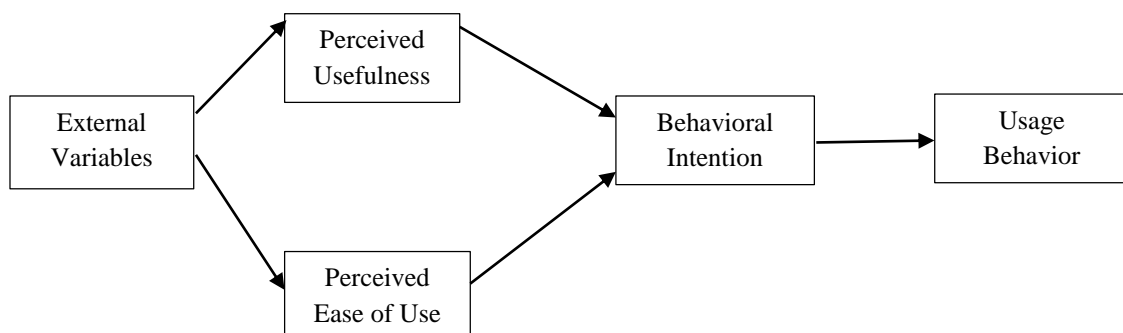 Perceived
Usefulness
External
Variables
Behavioral
Intention
Usage
Behavior
Perceived
Ease of Use